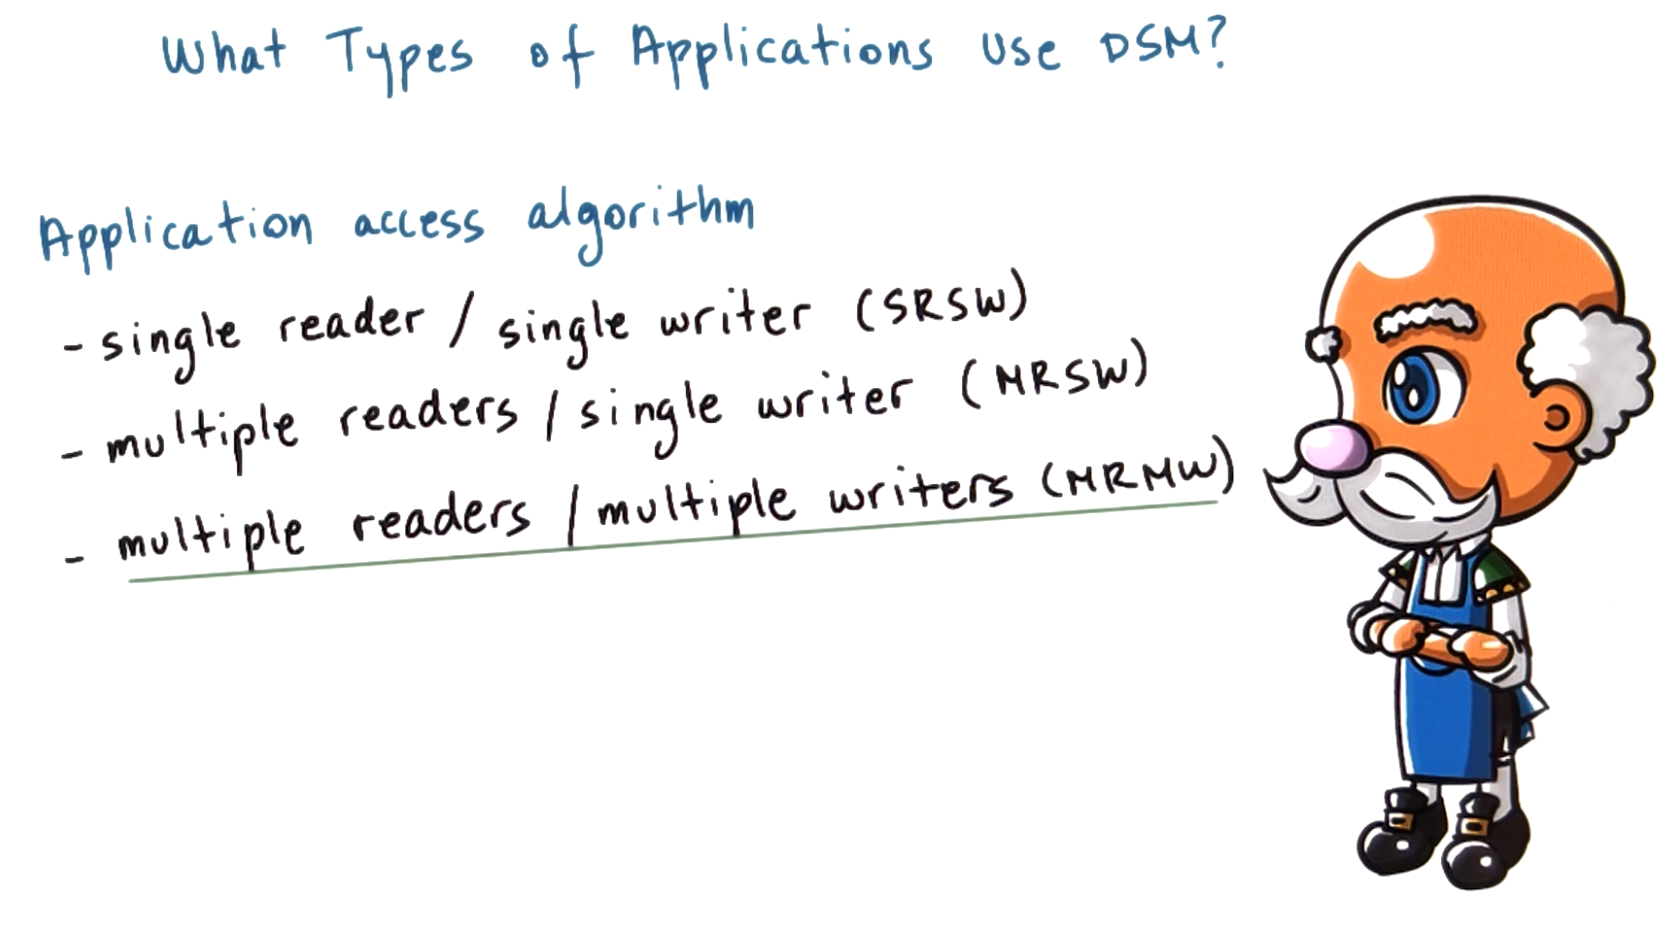 What Types of Applications Use DSM?
Application access algorithm
- single reader / single writer (SRSW)
- multiple readers / single writer (MRSW)
- multiple readers / multiple writers (MRMW)